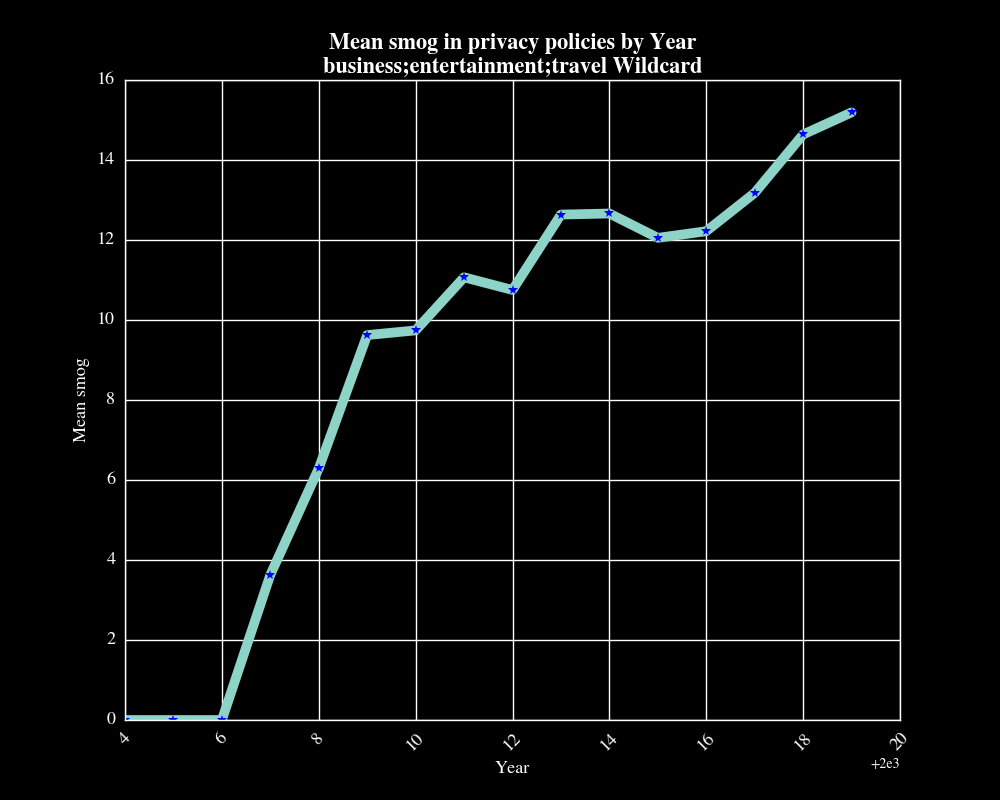 Mean smog in privacy policies by Year
business;entertainment;travel Wildcard
16
14
12
10
8
6
4
2
0
Mean smog
4 6 8 10 12 14 16 18 20
Year
+2e3